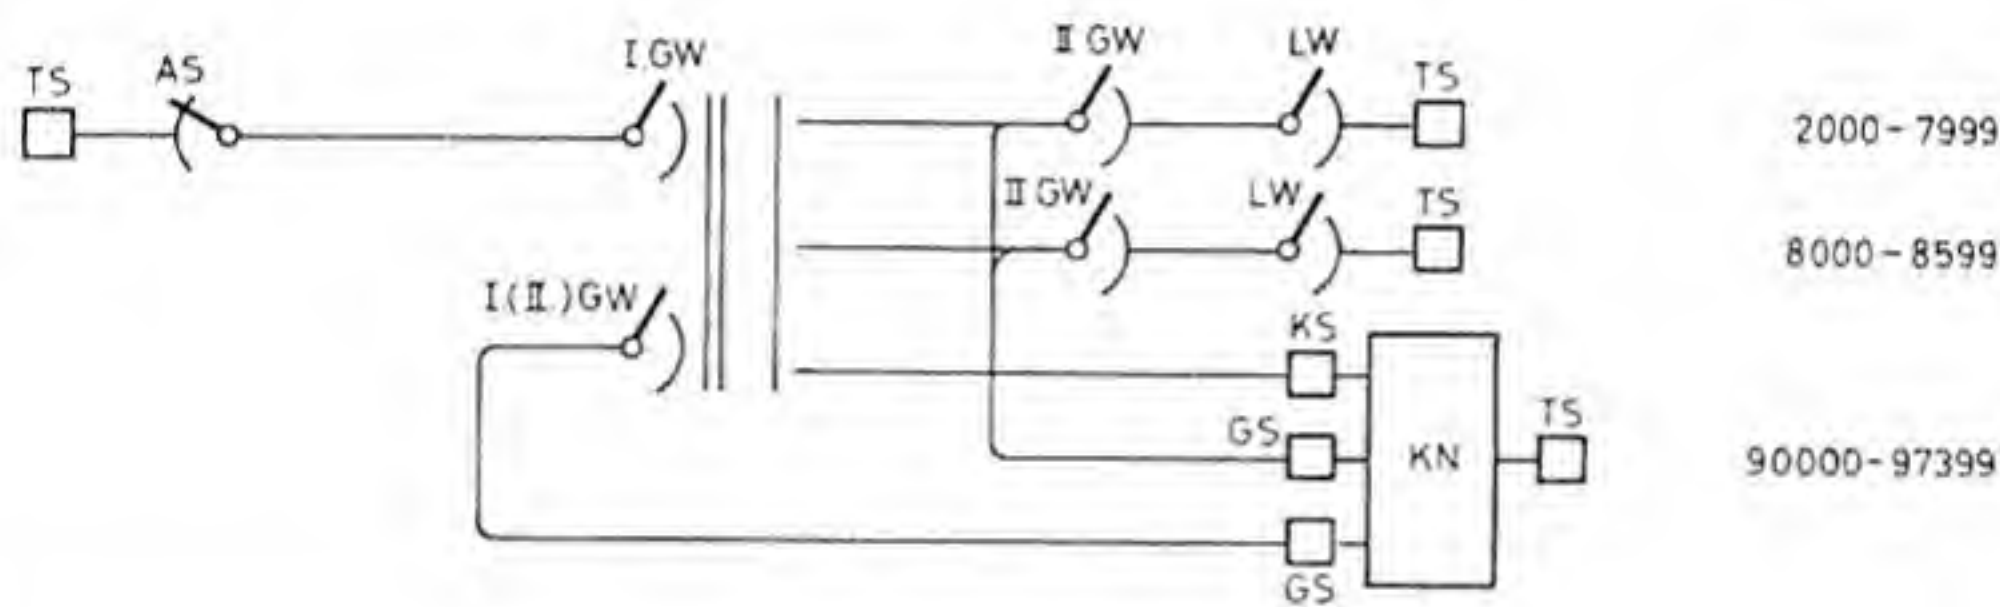 TS
AS
I.GW
II GW
LW
TS
2000-7999
II GW
LW
TS
8000-8599
I.(II.)GW
KS
GS
KN
TS
90000-97399
GS